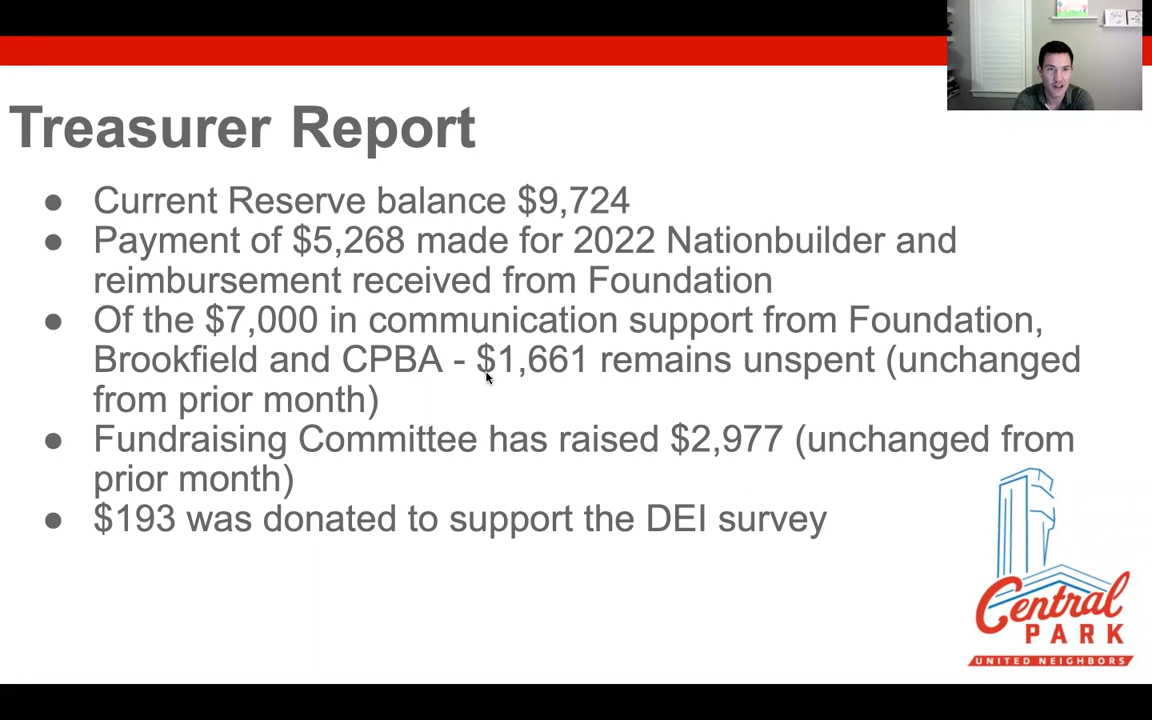 Treasurer Report
● Current Reserve balance $9,724
● Payment of $5,268 made for 2022 Nationbuilder and
reimbursement received from Foundation
● Of the $7,000 in communication support from Foundation,
Brookfield and CPBA - $1,661 remains unspent (unchanged
from prior month)
● Fundraising Committee has raised $2,977 (unchanged from
prior month)
● $193 was donated to support the DEI survey
Central
PARK
UNITED NEIGHBORS